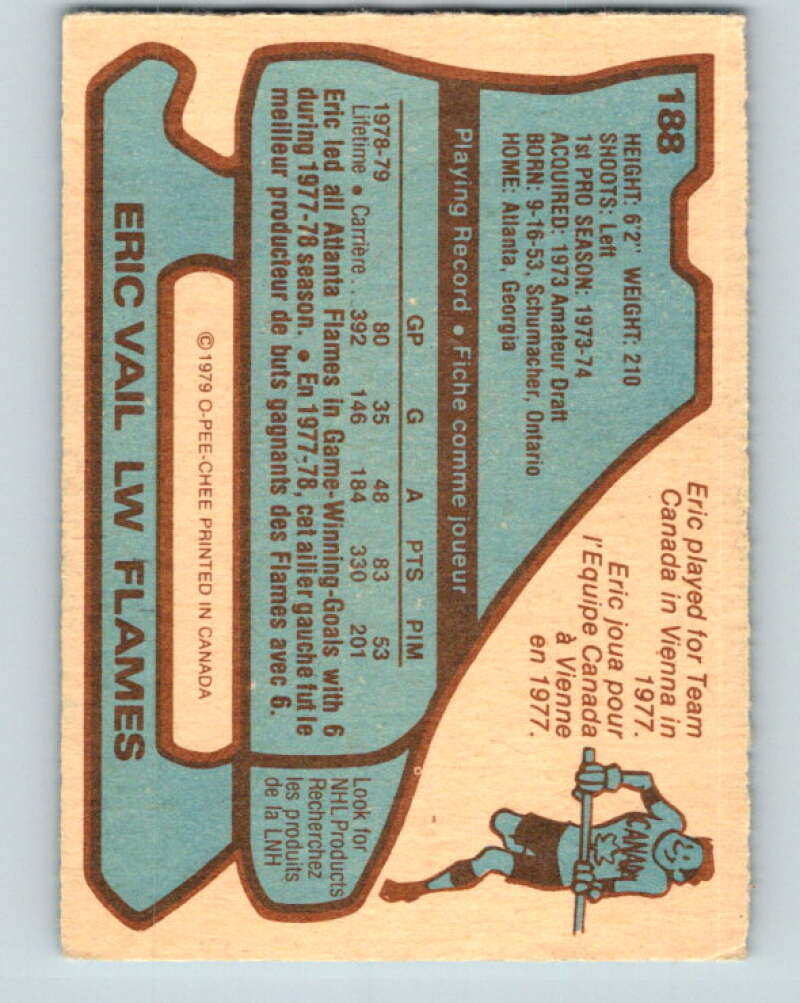 188
HEIGHT: 6'2" WEIGHT: 210
SHOOTS: Left
1st PRO SEASON: 1973-74
ACQUIRED: 1973 Amateur Draft
BORN: 9-16-53, Schumacher, Ontario
HOME: Atlanta, Georgia
Eric played for Team
Canada in Vienna in
1977.
Eric joua pour
l'Equipe Canada
à Vienne
en 1977.
CANADA
Playing Record • Fiche comme joueur
GP G A PTS PIM
1978-79 80 35 48 83 53
Lifetime • Carrière . . 392 146 184 330 201
Eric led all Atlanta Flames in Game-Winning-Goals with 6
during 1977-78 season. • En 1977-78, cet ailier gauche fut le
meilleur producteur de buts gagnants des Flames avec 6.
Look for
NHL Products
Recherchez
les produits
de la LNH
© 1979 O-PEE-CHEE PRINTED IN CANADA
ERIC VAIL LW FLAMES